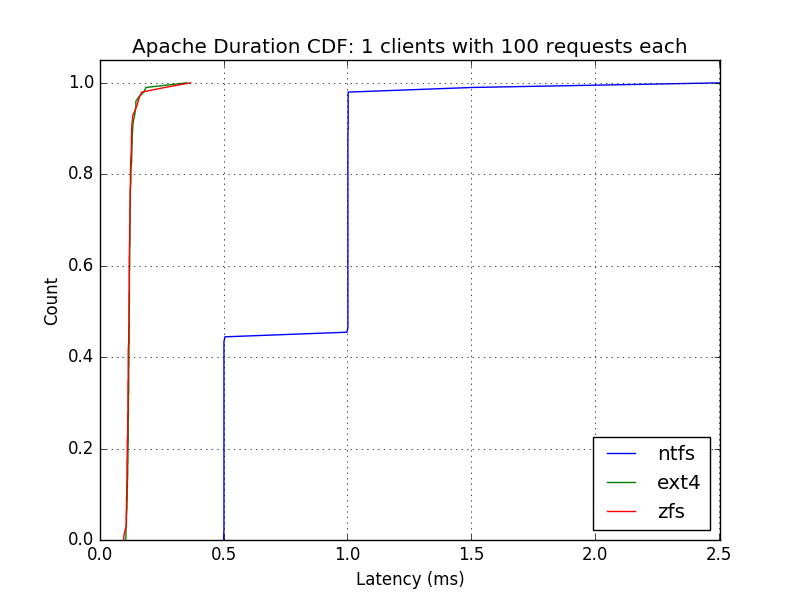 Apache Duration CDF: 1 clients with 100 requests each
1.0
0.8
0.6
0.4
0.2
0.0
Count
0.0 0.5 1.0 1.5 2.0 2.5
Latency (ms)
ntfs
ext4
zfs